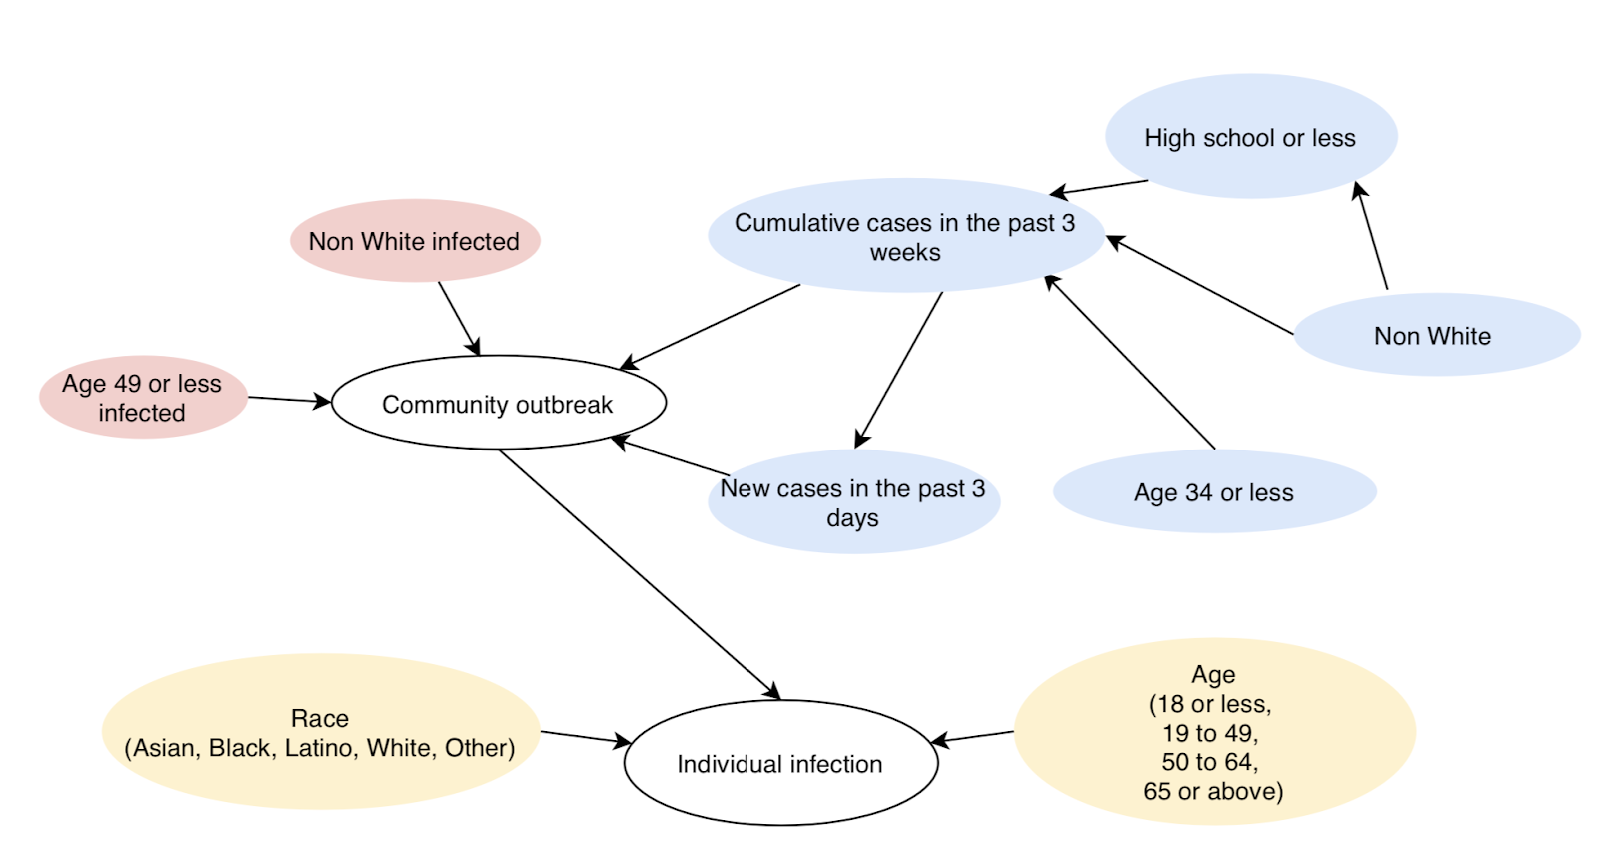 High school or less
Cumulative cases in the past 3
weeks
Non White infected
Non White
Age 49 or less
infected
Community outbreak
New cases in the past 3
days
Age 34 or less
Race
(Asian, Black, Latino, White, Other)
Individual infection
Age
(18 or less,
19 to 49,
50 to 64,
65 or above)